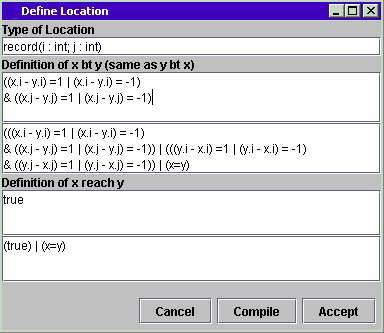 Define Location
Type of Location
record(i : int; j : int)
Definition of x bt y (same as y bt x)
((x.i - y.i) =1 | (x.i - y.i) = -1)
& ((x.j - y.j) =1 | (x.j - y.j) = -1)
(((x.i - y.i) =1 | (x.i - y.i) = -1)
& ((x.j - y.j) =1 | (x.j - y.j) = -1)) | (((y.i - x.i) =1 | (y.i - x.i) = -1)
& ((y.j - x.j) =1 | (y.j - x.j) = -1)) | (x=y)
Definition of x reach y
true
(true) | (x=y)
Cancel Compile Accept